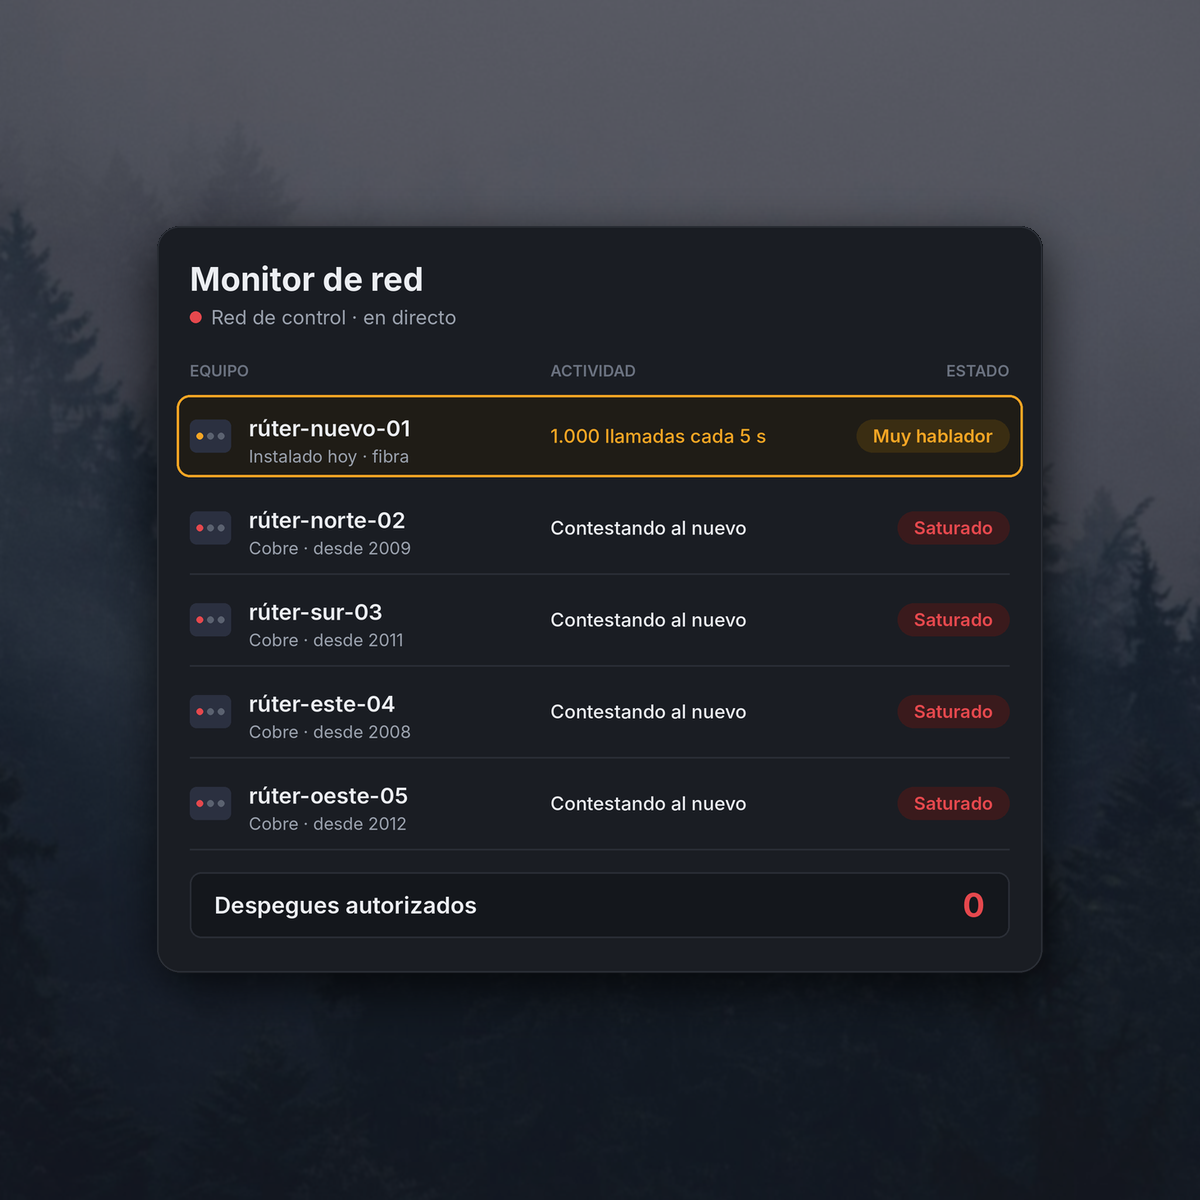 Monitor de red
Red de control · en directo
EQUIPO ACTIVIDAD ESTADO
rúter-nuevo-01
Instalado hoy · fibra
1.000 llamadas cada 5 s
Muy hablador
rúter-norte-02
Cobre · desde 2009
Contestando al nuevo
Saturado
rúter-sur-03
Cobre · desde 2011
Contestando al nuevo
Saturado
rúter-este-04
Cobre · desde 2008
Contestando al nuevo
Saturado
rúter-oeste-05
Cobre · desde 2012
Contestando al nuevo
Saturado
Despegues autorizados 0